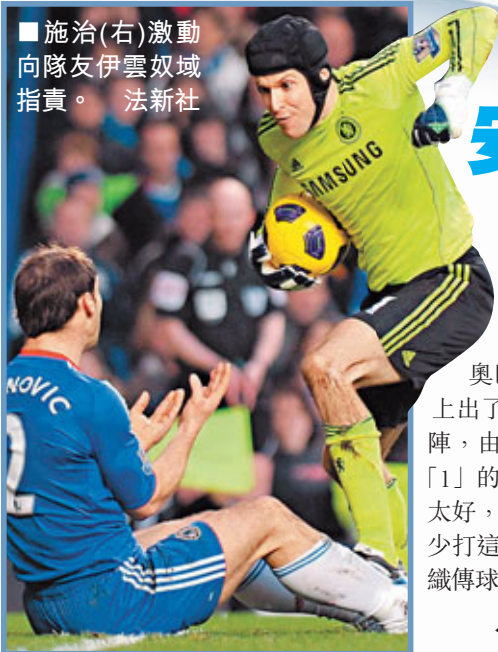 ■施治(右)激動
向隊友伊雲奴域
指責。 法新社
SAMSUNG
NOVIC
2
上出了
陣，由
「1」的
太好，
少打這
織傳球